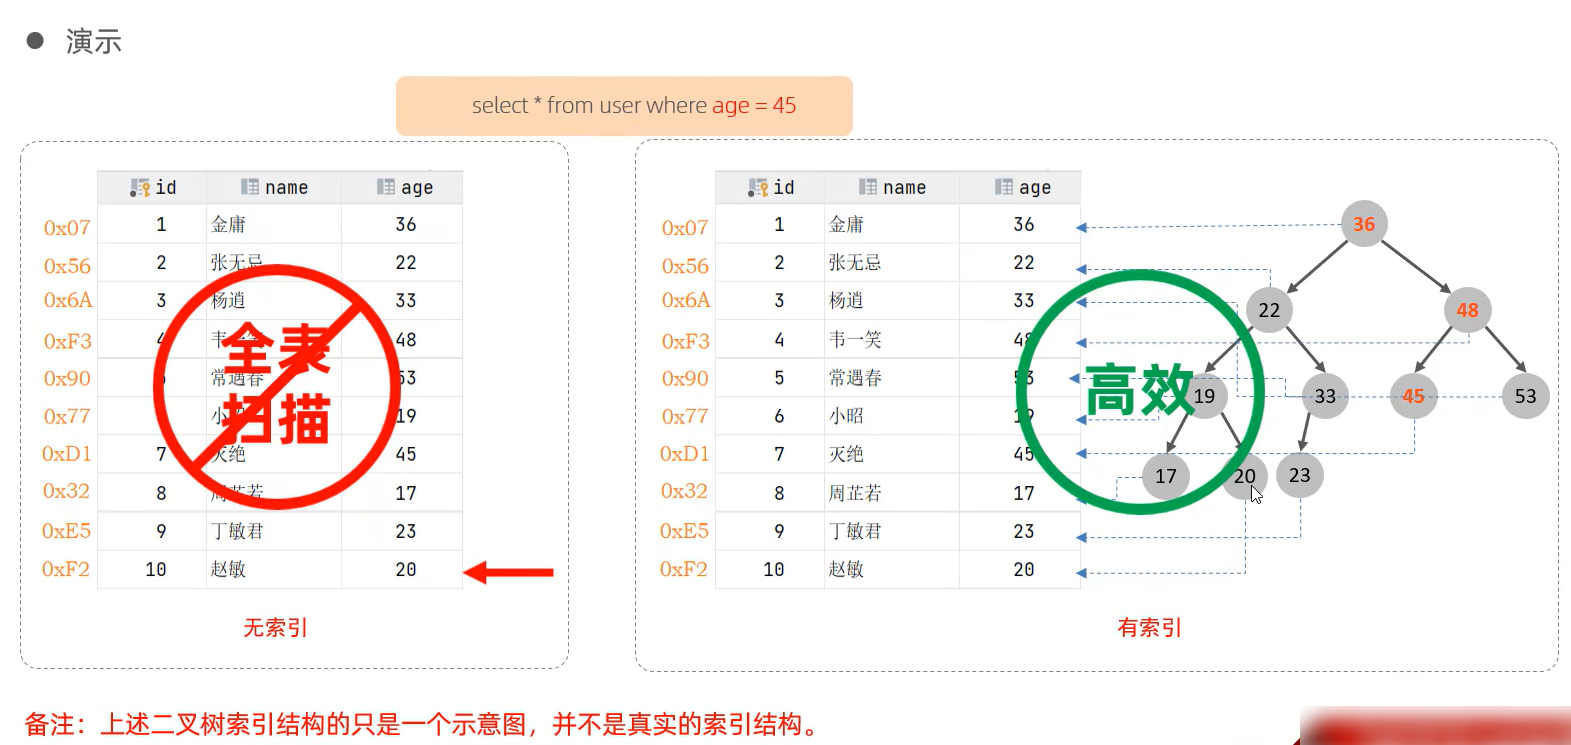 ● 演示
select * from user where age = 45
id name age
0x07 1 金庸 36
0x56 2 张无忌 22
0x6A 3 杨逍 33
0xF3 4 韦一笑 48
0x90 5 常遇春 53
0x77 小昭 19
0xD1 7 灭绝 45
0x32 8 周芷若 17
0xE5 9 丁敏君 23
0xF2 10 赵敏 20
全表
扫描
无索引
id name age
0x07 1 金庸 36
0x56 2 张无忌 22
0x6A 3 杨逍 33
0xF3 4 韦一笑 48
0x90 5 常遇春 53
0x77 6 小昭 19
0xD1 7 灭绝 45
0x32 8 周芷若 17
0xE5 9 丁敏君 23
0xF2 10 赵敏 20
高效
36
22 48
19 33 45 53
17 20 23
有索引
备注：上述二叉树索引结构的只是一个示意图，并不是真实的索引结构。